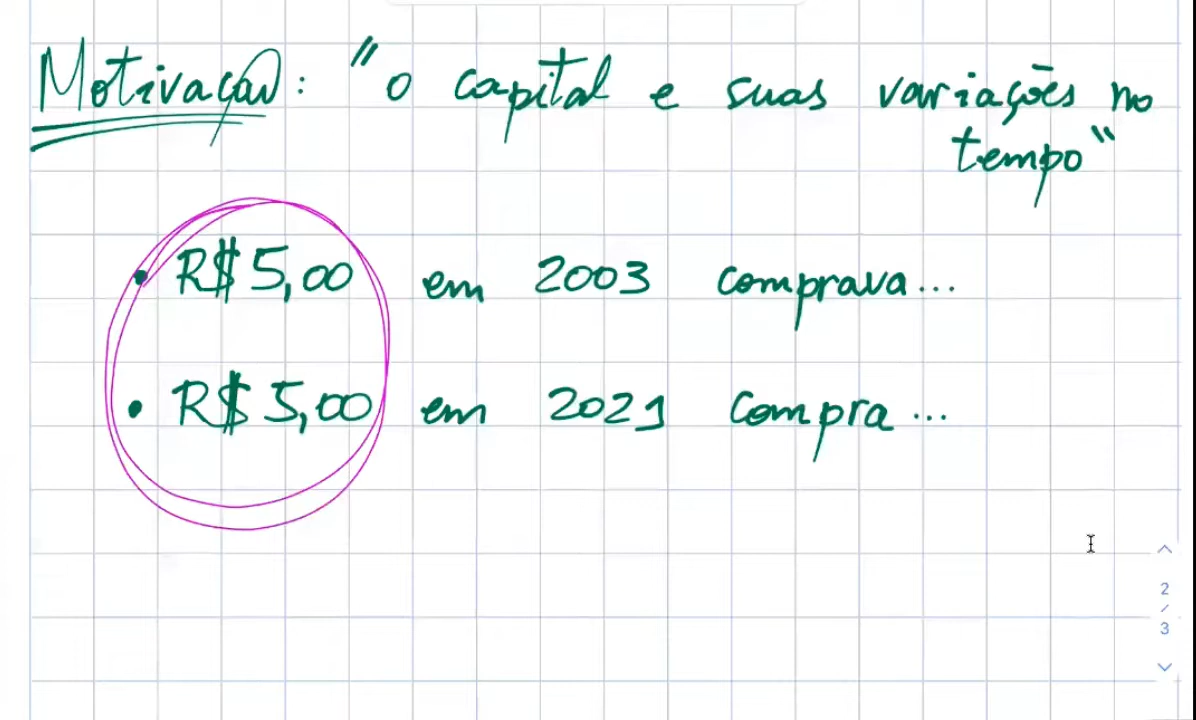 Motivação: "o capital e suas variações no
tempo"
• R$ 5,00 em 2003 comprava...
• R$ 5,00 em 2021 compra...
2
/
3